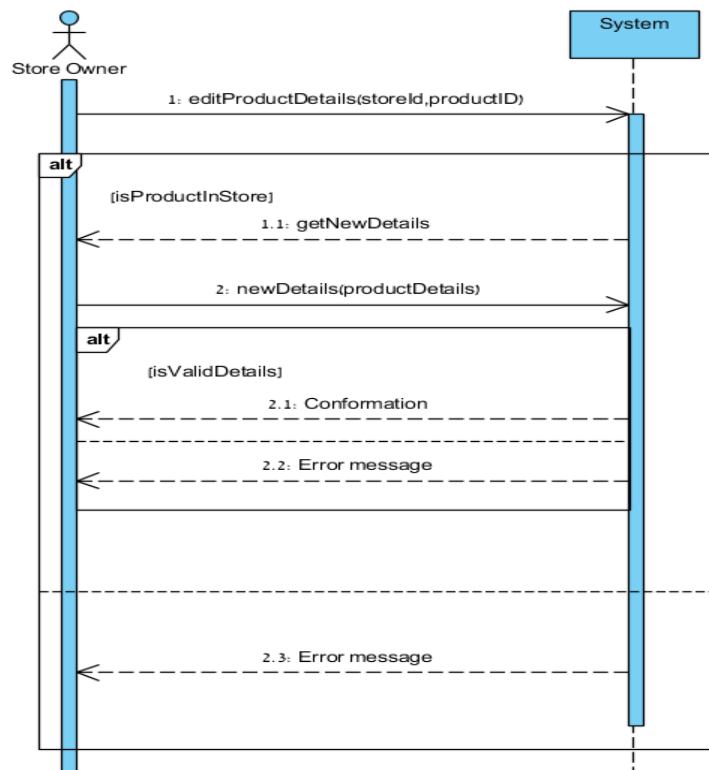 System
Store Owner
1: editProductDetails(storeId,productID)
alt
[isProductInStore]
1.1: getNewDetails
2: newDetails(productDetails)
alt
[isValidDetails]
2.1: Conformation
2.2: Error message
2.3: Error message